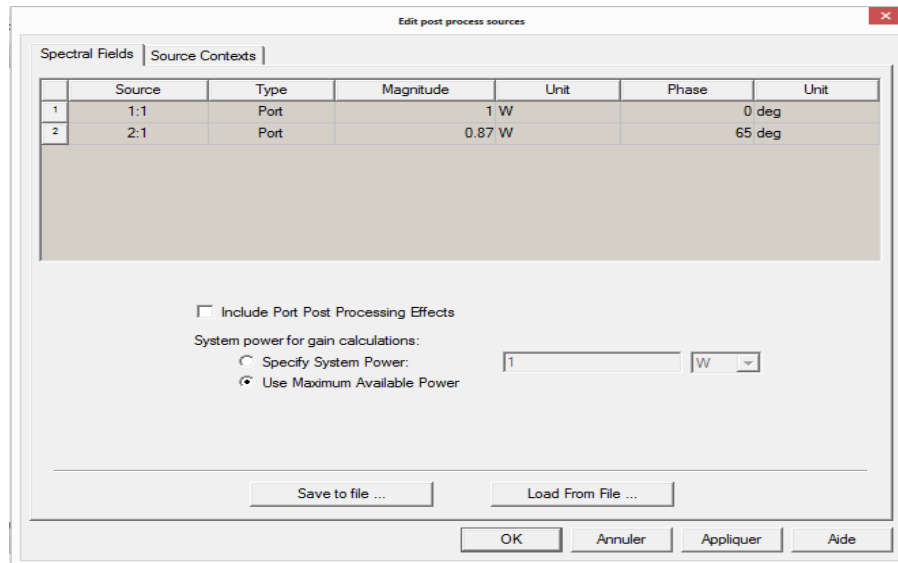 Edit post process sources
Spectral Fields Source Contexts
Source Type Magnitude Unit Phase Unit
1 1:1 Port 1 W 0 deg
2 2:1 Port 0.87 W 65 deg
Include Port Post Processing Effects
System power for gain calculations:
Specify System Power: 1 W
Use Maximum Available Power
Save to file ... Load From File ...
OK Annuler Appliquer Aide